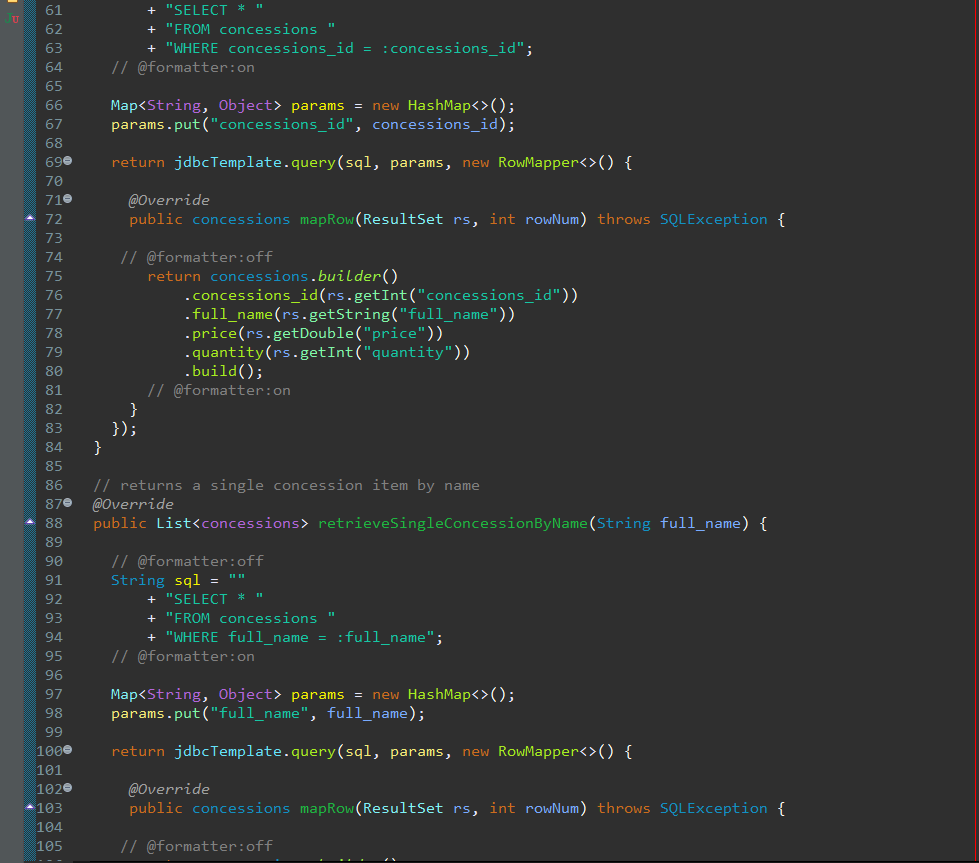 61 + "SELECT * "
62 + "FROM concessions "
63 + "WHERE concessions_id = :concessions_id";
64 // @formatter:on
65
66 Map<String, Object> params = new HashMap<>();
67 params.put("concessions_id", concessions_id);
68
69 return jdbcTemplate.query(sql, params, new RowMapper<>() {
70
71 @Override
72 public concessions mapRow(ResultSet rs, int rowNum) throws SQLException {
73
74 // @formatter:off
75 return concessions.builder()
76 .concessions_id(rs.getInt("concessions_id"))
77 .full_name(rs.getString("full_name"))
78 .price(rs.getDouble("price"))
79 .quantity(rs.getInt("quantity"))
80 .build();
81 // @formatter:on
82 }
83 });
84 }
85
86 // returns a single concession item by name
87 @Override
88 public List<concessions> retrieveSingleConcessionByName(String full_name) {
89
90 // @formatter:off
91 String sql = ""
92 + "SELECT * "
93 + "FROM concessions "
94 + "WHERE full_name = :full_name";
95 // @formatter:on
96
97 Map<String, Object> params = new HashMap<>();
98 params.put("full_name", full_name);
99
100 return jdbcTemplate.query(sql, params, new RowMapper<>() {
101
102 @Override
103 public concessions mapRow(ResultSet rs, int rowNum) throws SQLException {
104
105 // @formatter:off